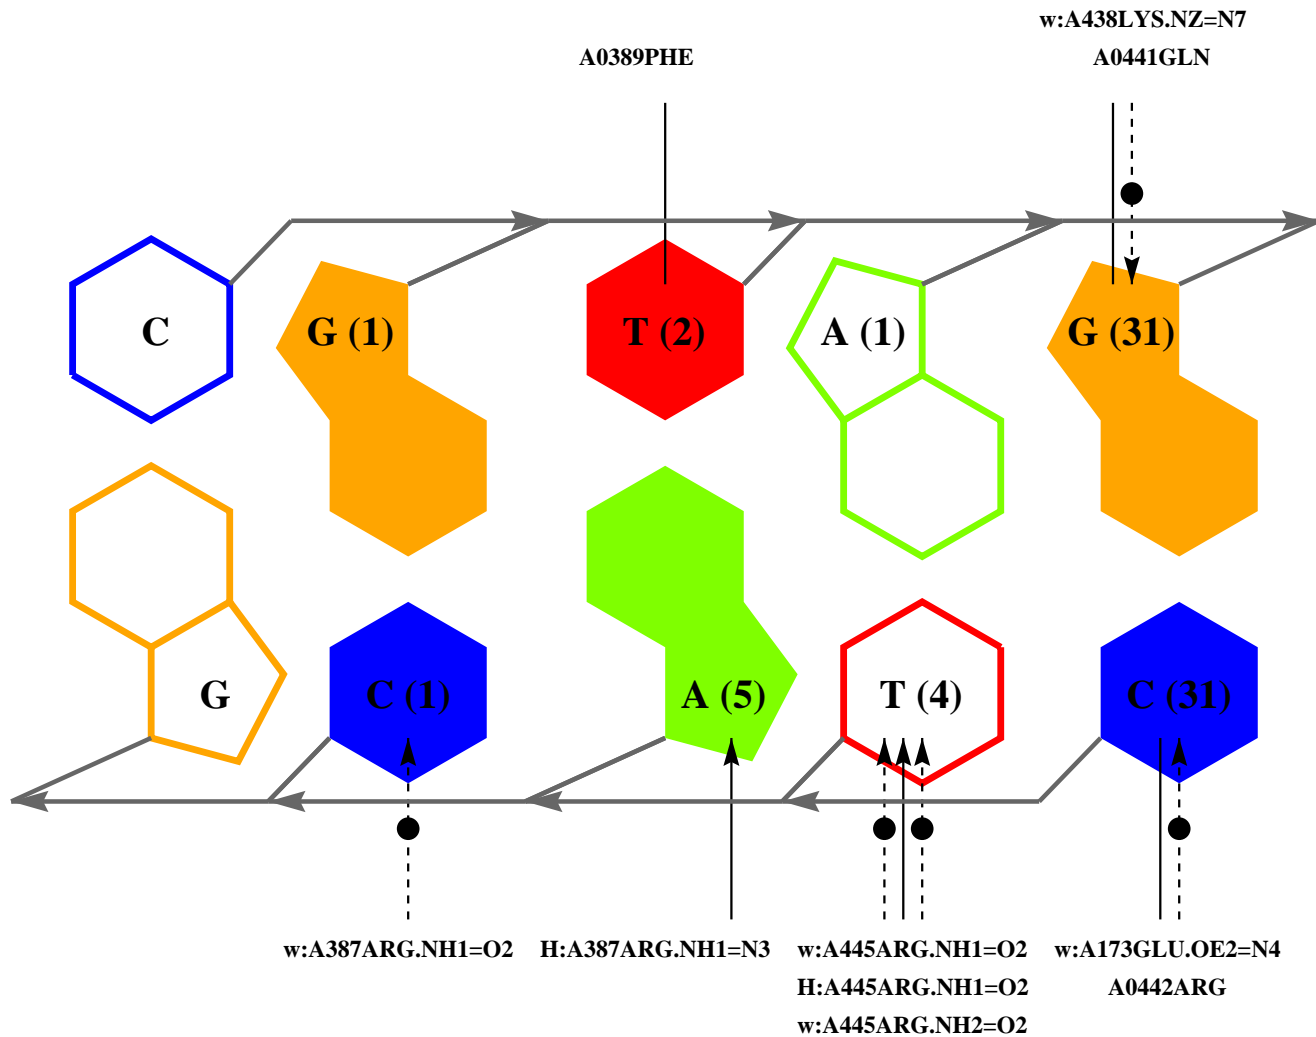 w:A438LYS.NZ=N7
A0389PHE
A0441GLN
C
G (1)
T (2)
A (1)
G (31)
G
C (1)
A (5)
T (4)
C (31)
w:A387ARG.NH1=O2
H:A387ARG.NH1=N3
w:A445ARG.NH1=O2
w:A173GLU.OE2=N4
H:A445ARG.NH1=O2
A0442ARG
w:A445ARG.NH2=O2